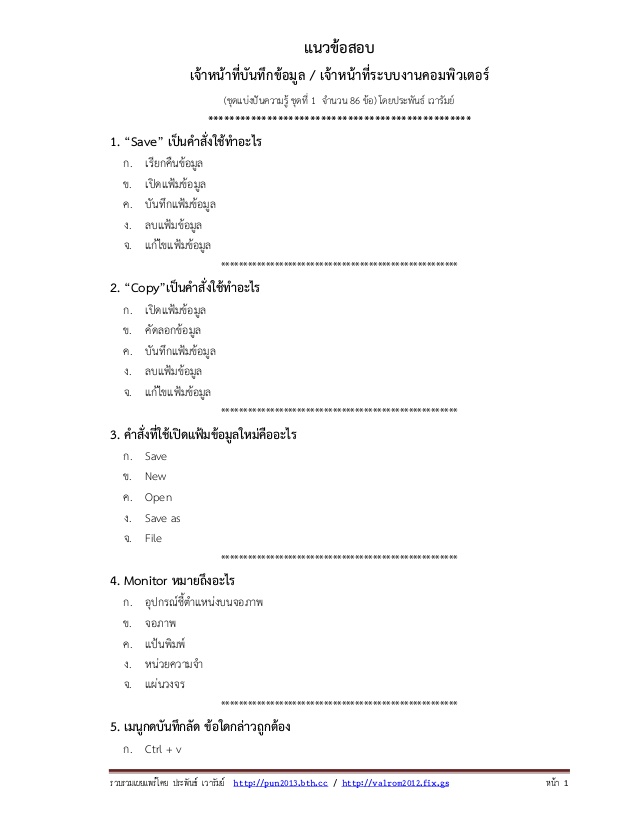 แนวข้อสอบ
เจ้าหน้าที่บันทึกข้อมูล / เจ้าหน้าที่ระบบงานคอมพิวเตอร์
(ชุดแบ่งปันความรู้ ชุดที่ 1 จำนวน 86 ข้อ) โดยประพันธ์ เวารัมย์
**************************************************
1. “Save” เป็นคำสั่งใช้ทำอะไร
ก. เรียกคืนข้อมูล
ข. เปิดแฟ้มข้อมูล
ค. บันทึกแฟ้มข้อมูล
ง. ลบแฟ้มข้อมูล
จ. แก้ไขแฟ้มข้อมูล
*****************************************************
2. “Copy”เป็นคำสั่งใช้ทำอะไร
ก. เปิดแฟ้มข้อมูล
ข. คัดลอกข้อมูล
ค. บันทึกแฟ้มข้อมูล
ง. ลบแฟ้มข้อมูล
จ. แก้ไขแฟ้มข้อมูล
*****************************************************
3. คำสั่งที่ใช้เปิดแฟ้มข้อมูลใหม่คืออะไร
ก. Save
ข. New
ค. Open
ง. Save as
จ. File
*****************************************************
4. Monitor หมายถึงอะไร
ก. อุปกรณ์ชี้ตำแหน่งบนจอภาพ
ข. จอภาพ
ค. แป้นพิมพ์
ง. หน่วยความจำ
จ. แผ่นวงจร
*****************************************************
5. เมนูกดบันทึกลัด ข้อใดกล่าวถูกต้อง
ก. Ctrl + v
รวบรวมเผยแพร่โดย ประพันธ์ เวารัมย์ http://pun2013.bth.cc / http://valrom2012.fix.gs หน้า 1